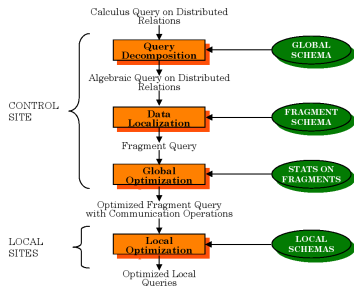 Calculus Query on Distributed
Relations
Query
Decomposition
GLOBAL
SCHEMA
Algebraic Query on Distributed
Relations
CONTROL
SITE
Data
Localization
FRAGMENT
SCHEMA
Fragment Query
Global
Optimization
STATS ON
FRAGMENTS
Optimized Fragment Query
with Communication Operations
LOCAL
SITES
Local
Optimization
LOCAL
SCHEMAS
Optimized Local
Queries